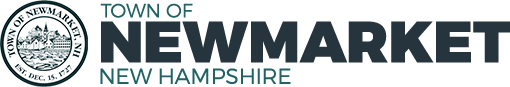 TOWN OF NEWMARKET, NH
EST. DEC. 15, 1727
TOWN OF
NEWMARKET
NEW HAMPSHIRE